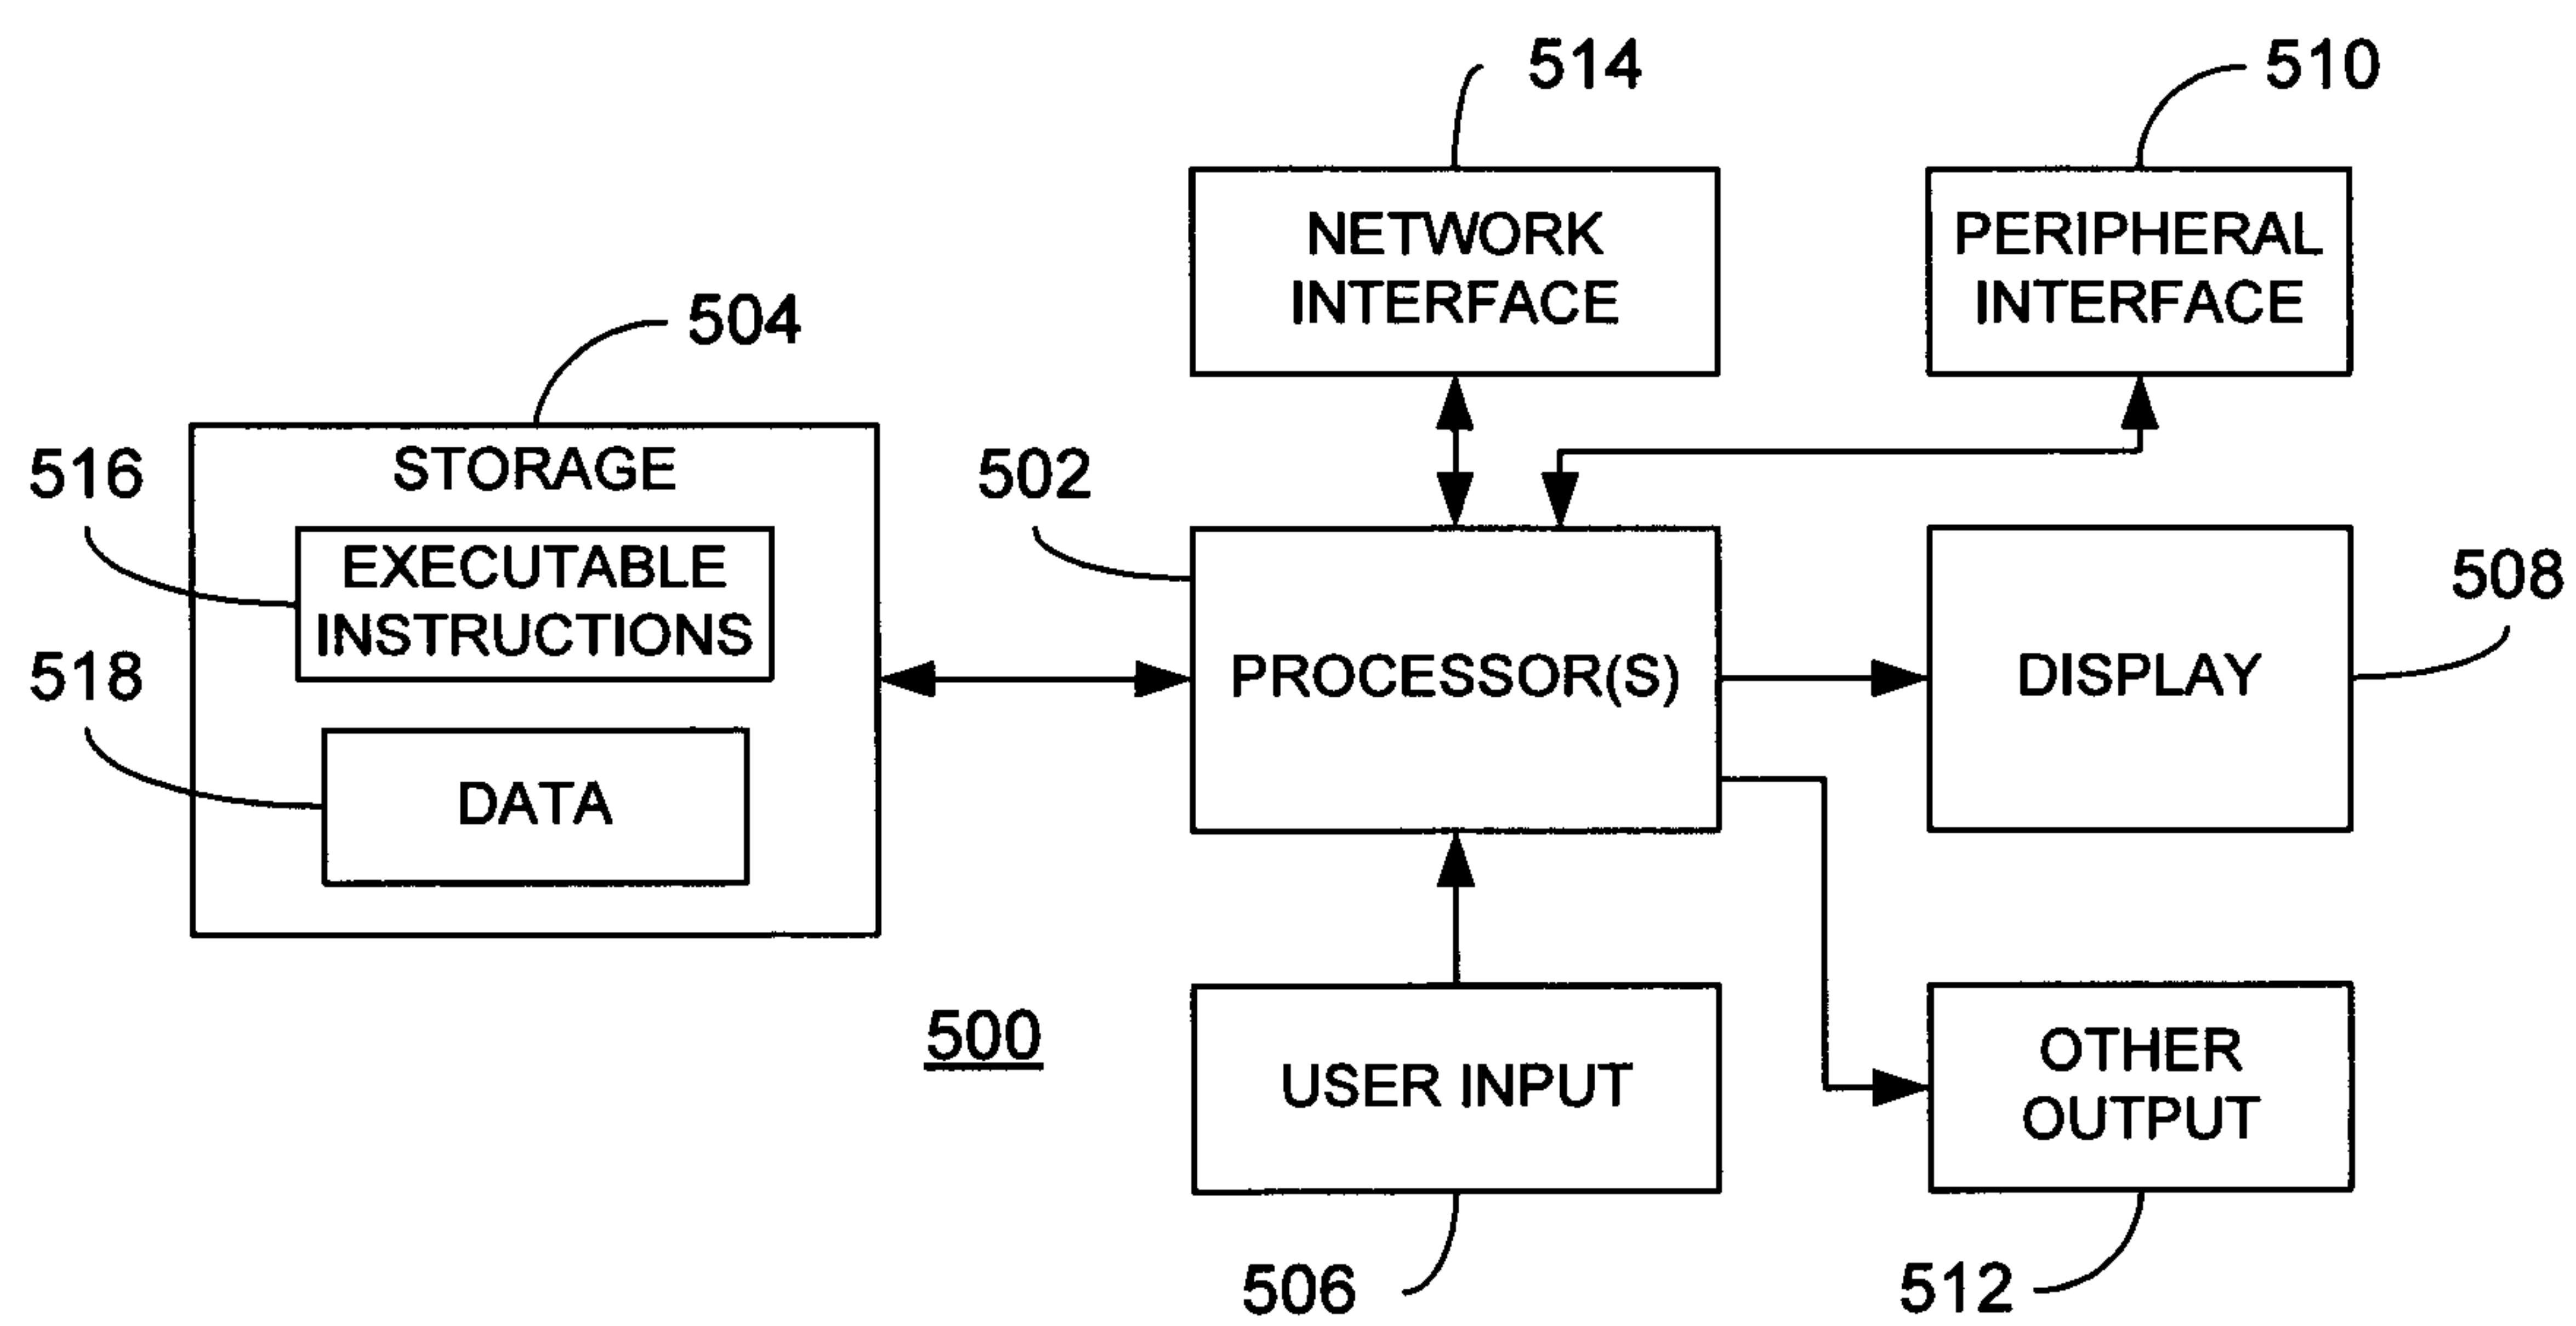 514
510
NETWORK
INTERFACE
PERIPHERAL
INTERFACE
504
STORAGE
516
502
EXECUTABLE
INSTRUCTIONS
508
518
PROCESSOR(S)
DISPLAY
DATA
500
USER INPUT
OTHER
OUTPUT
506
512